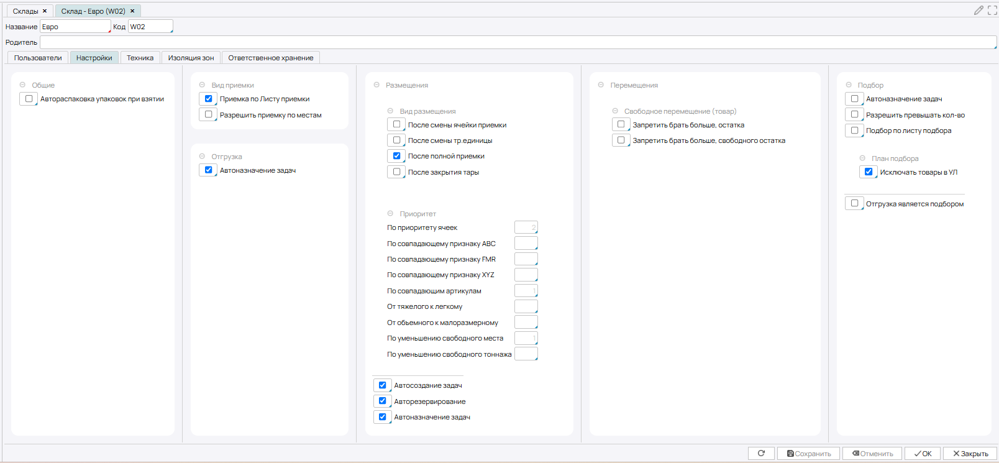 Склады ×
Склад - Евро (W02) ×
Название Евро Код W02
Родитель
Пользователи Настройки Техника Изоляция зон Ответственное хранение
Общие
Автораспаковка упаковок при взятии
Вид приемки
Приемка по Листу приемки
Разрешить приемку по местам
Отгрузка
Автоназначение задач
Размещения
Вид размещения
После смены ячейки приемки
После смены тр.единицы
После полной приемки
После закрытия тары
Приоритет
По приоритету ячеек 2
По совпадающему признаку ABC
По совпадающему признаку FMR
По совпадающему признаку XYZ
По совпадающим артикулам 1
От тяжелого к легкому
От объемного к малоразмерному
По уменьшению свободного места 1
По уменьшению свободного тоннажа
Автосоздание задач
Авторезервирование
Автоназначение задач
Перемещения
Свободное перемещение (товар)
Запретить брать больше, остатка
Запретить брать больше, свободного остатка
Подбор
Автоназначение задач
Разрешить превышать кол-во
Подбор по листу подбора
План подбора
Исключать товары в УЛ
Отгрузка является подбором
Сохранить Отменить ОК Закрыть